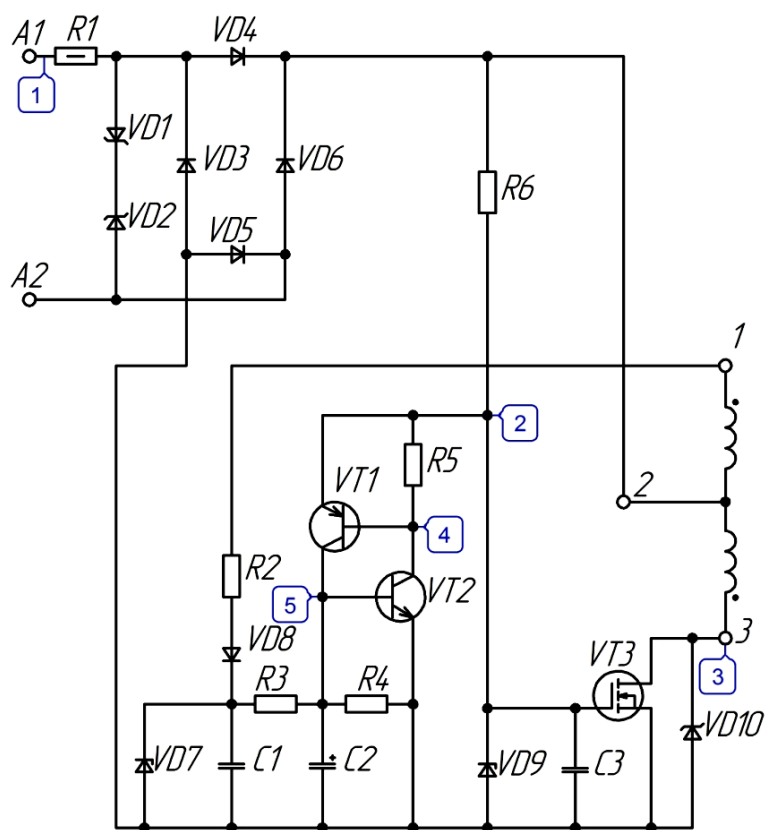 A1 R1 VD4
1
VD1 VD3 VD6 R6
VD2 VD5
A2
1
2
R5
VT1
4 2
R2 5 VT2
VD8 3
R3 R4 VT3 3
VD10
VD7 C1 C2 VD9 C3